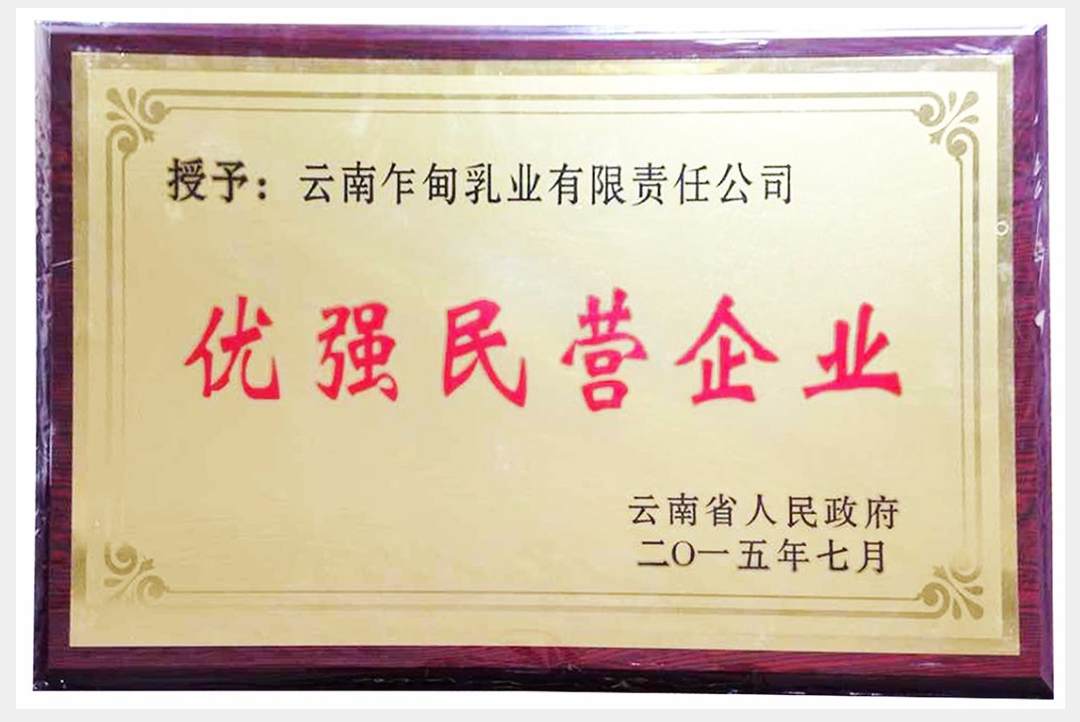 授予：云南乍甸乳业有限责任公司
优强民营企业
云南省人民政府
二〇一五年七月